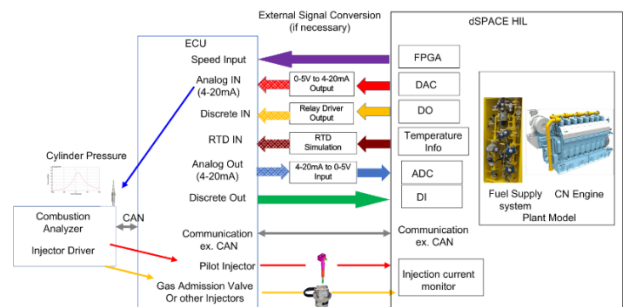 External Signal Conversion
(if necessary)
dSPACE HIL
ECU
Speed Input
FPGA
Analog IN
(4-20mA)
0-5V to 4-20mA
Output
DAC
Discrete IN
Relay Driver
Output
DO
RTD IN
RTD
Simulation
Temperature
Info
Cylinder Pressure
Analog Out
(4-20mA)
4-20mA to 0-5V
Input
ADC
Discrete Out
DI
Fuel Supply
system
CN Engine
Plant Model
Combustion
Analyzer
Injector Driver
CAN
Communication
ex. CAN
Communication
ex. CAN
Pilot Injector
Injection current
monitor
Gas Admission Valve
Or other Injectors